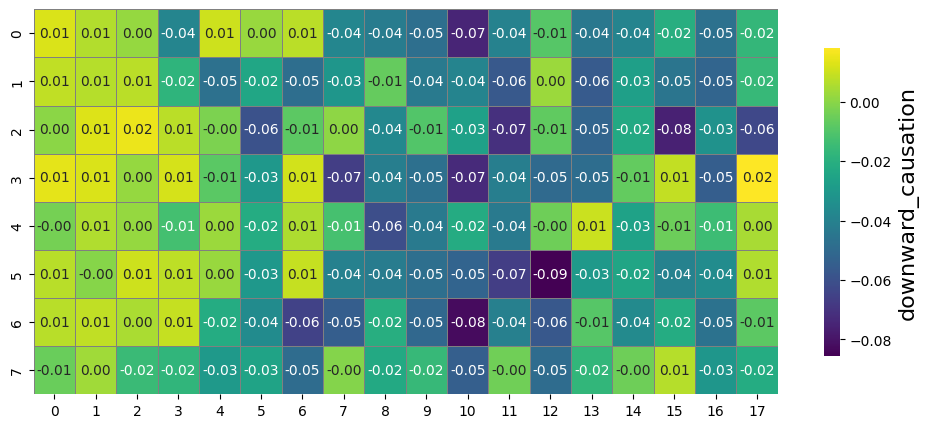 0 0.01 0.01 0.00 -0.04 0.01 0.00 0.01 -0.04 -0.04 -0.05 -0.07 -0.04 -0.01 -0.04 -0.04 -0.02 -0.05 -0.02
1 0.01 0.01 0.01 -0.02 -0.05 -0.02 -0.05 -0.03 -0.01 -0.04 -0.04 -0.06 0.00 -0.06 -0.03 -0.05 -0.05 -0.02
2 0.00 0.01 0.02 0.01 -0.00 -0.06 -0.01 0.00 -0.04 -0.01 -0.03 -0.07 -0.01 -0.05 -0.02 -0.08 -0.03 -0.06
3 0.01 0.01 0.00 0.01 -0.01 -0.03 0.01 -0.07 -0.04 -0.05 -0.07 -0.04 -0.05 -0.05 -0.01 0.01 -0.05 0.02
4 -0.00 0.01 0.00 -0.01 0.00 -0.02 0.01 -0.01 -0.06 -0.04 -0.02 -0.04 -0.00 0.01 -0.03 -0.01 -0.01 0.00
5 0.01 -0.00 0.01 0.01 0.00 -0.03 0.01 -0.04 -0.04 -0.05 -0.05 -0.07 -0.09 -0.03 -0.02 -0.04 -0.04 0.01
6 0.01 0.01 0.00 0.01 -0.02 -0.04 -0.06 -0.05 -0.02 -0.05 -0.08 -0.04 -0.06 -0.01 -0.04 -0.02 -0.05 -0.01
7 -0.01 0.00 -0.02 -0.02 -0.03 -0.03 -0.05 -0.00 -0.02 -0.02 -0.05 -0.00 -0.05 -0.02 -0.00 0.01 -0.03 -0.02
0 1 2 3 4 5 6 7 8 9 10 11 12 13 14 15 16 17
0.00
−0.02
−0.04
−0.06
−0.08
downward_causation